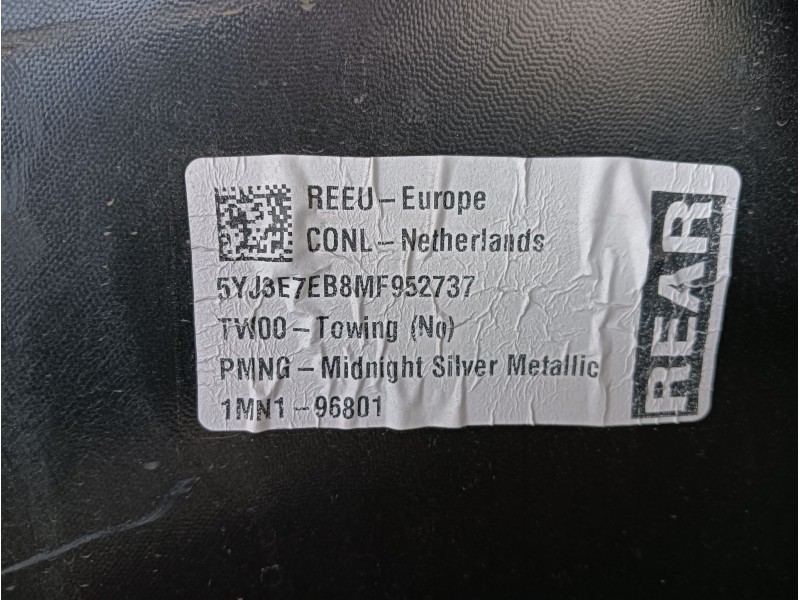 REEU-Europe
CONL-Netherlands
5YJ3E7EB8MF952737
TW00-Towing (No)
PMNG-Midnight Silver Metallic
1MN1-96801
REAR